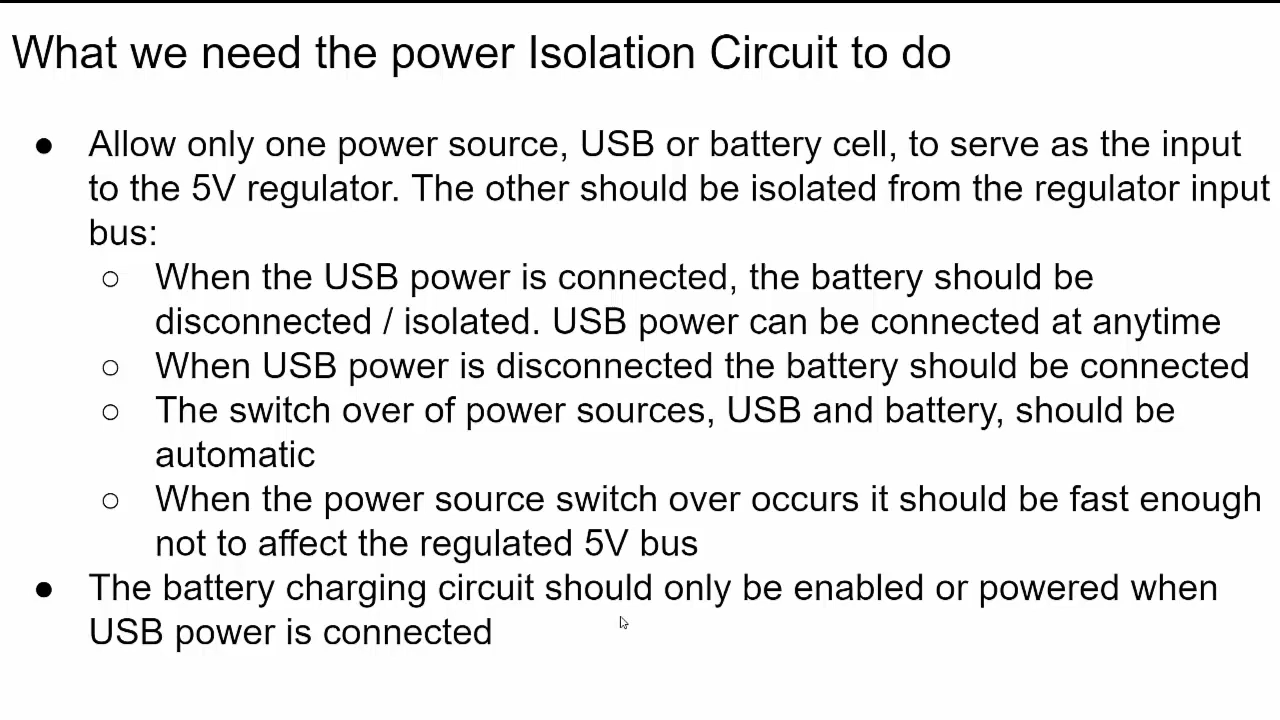 What we need the power Isolation Circuit to do
● Allow only one power source, USB or battery cell, to serve as the input
to the 5V regulator. The other should be isolated from the regulator input
bus:
○ When the USB power is connected, the battery should be
disconnected / isolated. USB power can be connected at anytime
○ When USB power is disconnected the battery should be connected
○ The switch over of power sources, USB and battery, should be
automatic
○ When the power source switch over occurs it should be fast enough
not to affect the regulated 5V bus
● The battery charging circuit should only be enabled or powered when
USB power is connected